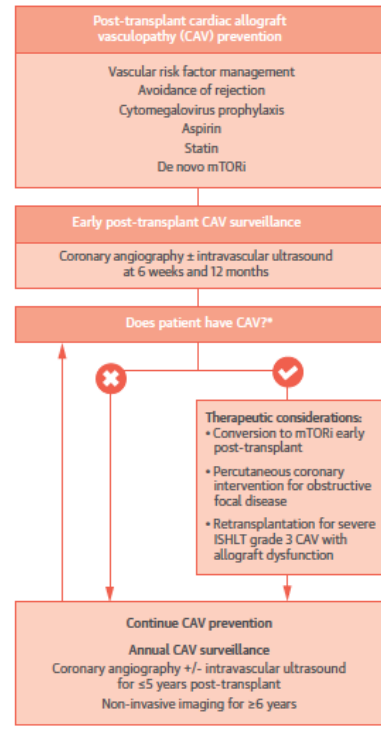 Post-transplant cardiac allograft
vasculopathy (CAV) prevention
Vascular risk factor management
Avoidance of rejection
Cytomegalovirus prophylaxis
Aspirin
Statin
De novo mTORi
Early post-transplant CAV surveillance
Coronary angiography ± intravascular ultrasound
at 6 weeks and 12 months
Does patient have CAV?*
Therapeutic considerations:
• Conversion to mTORi early
post-transplant
• Percutaneous coronary
intervention for obstructive
focal disease
• Retransplantation for severe
ISHLT grade 3 CAV with
allograft dysfunction
Continue CAV prevention
Annual CAV surveillance
Coronary angiography +/- intravascular ultrasound
for ≤5 years post-transplant
Non-invasive imaging for ≥6 years